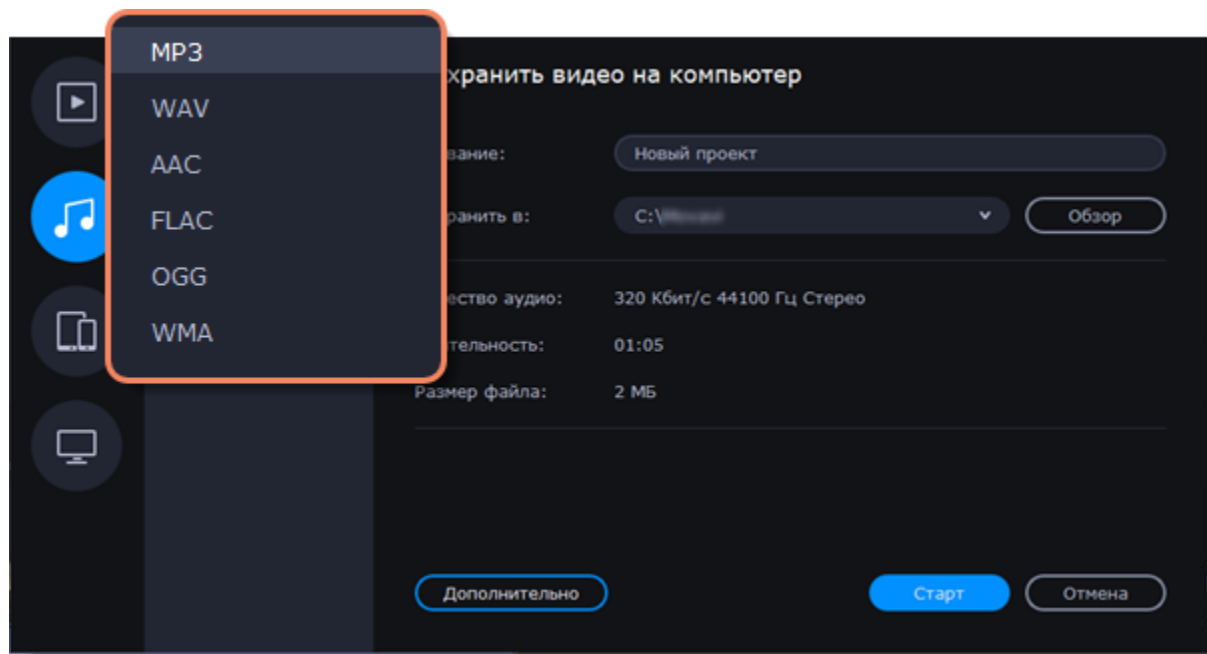 MP3
WAV
AAC
FLAC
OGG
WMA
хранить видео на компьютер
вание:
Новый проект
ранить в:
C:\
Обзор
ество аудио:
320 Кбит/с 44100 Гц Стерео
тельность:
01:05
Размер файла:
2 МБ
Дополнительно
Старт
Отмена